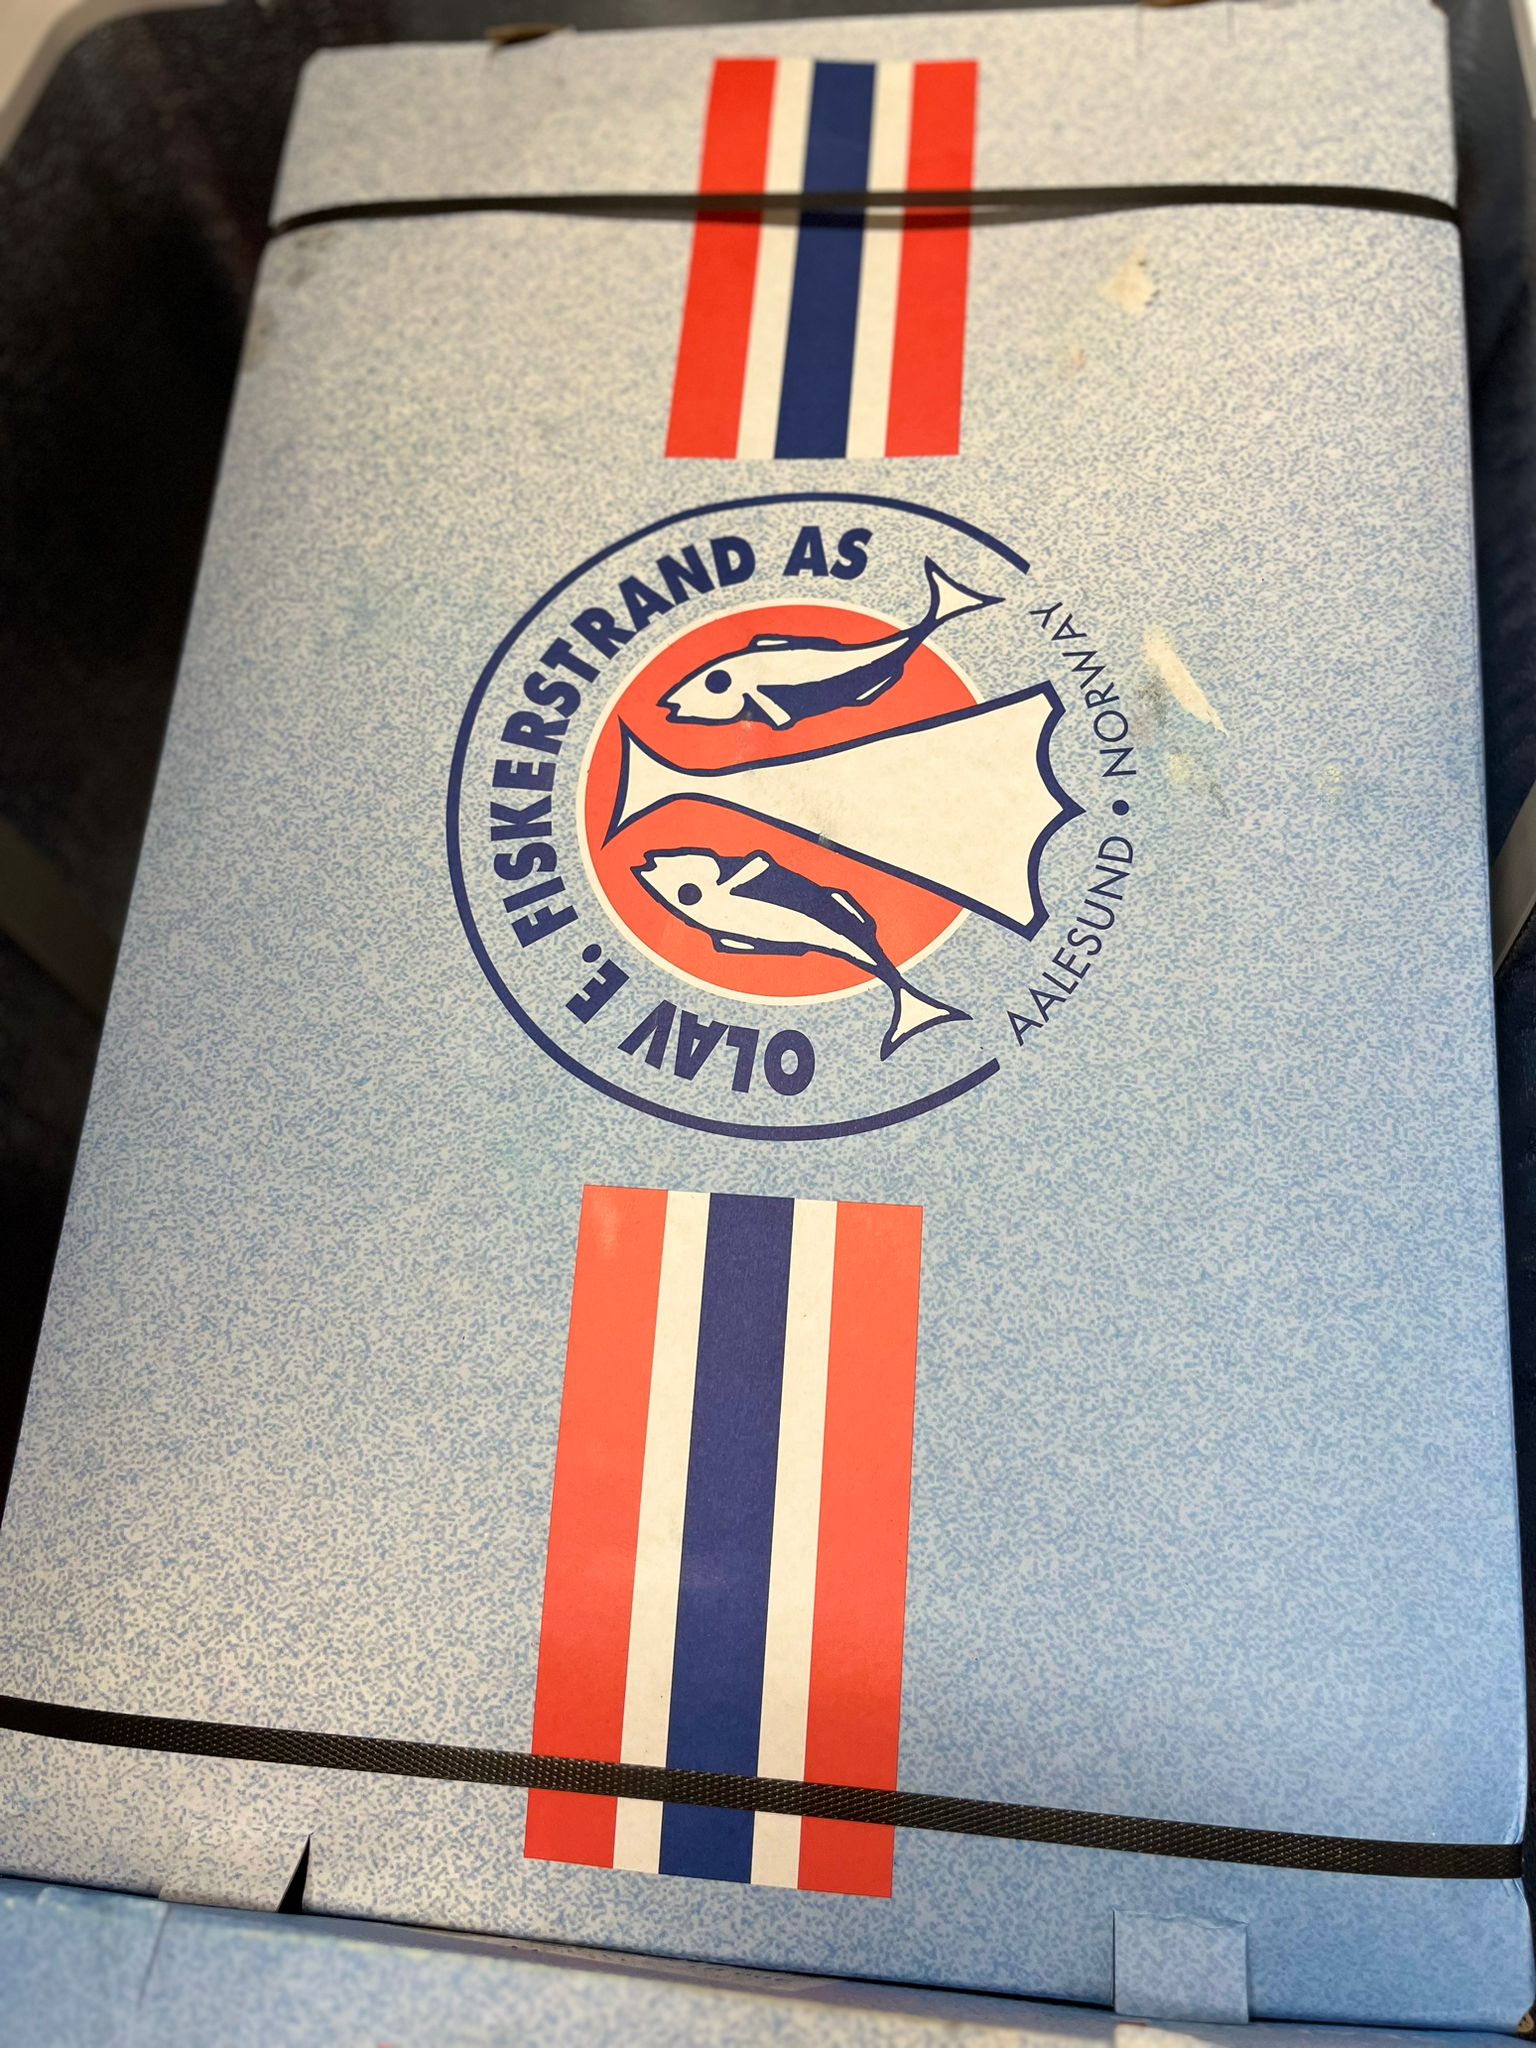 OLAV E. FISKERSTRAND AS
AALESUND • NORWAY